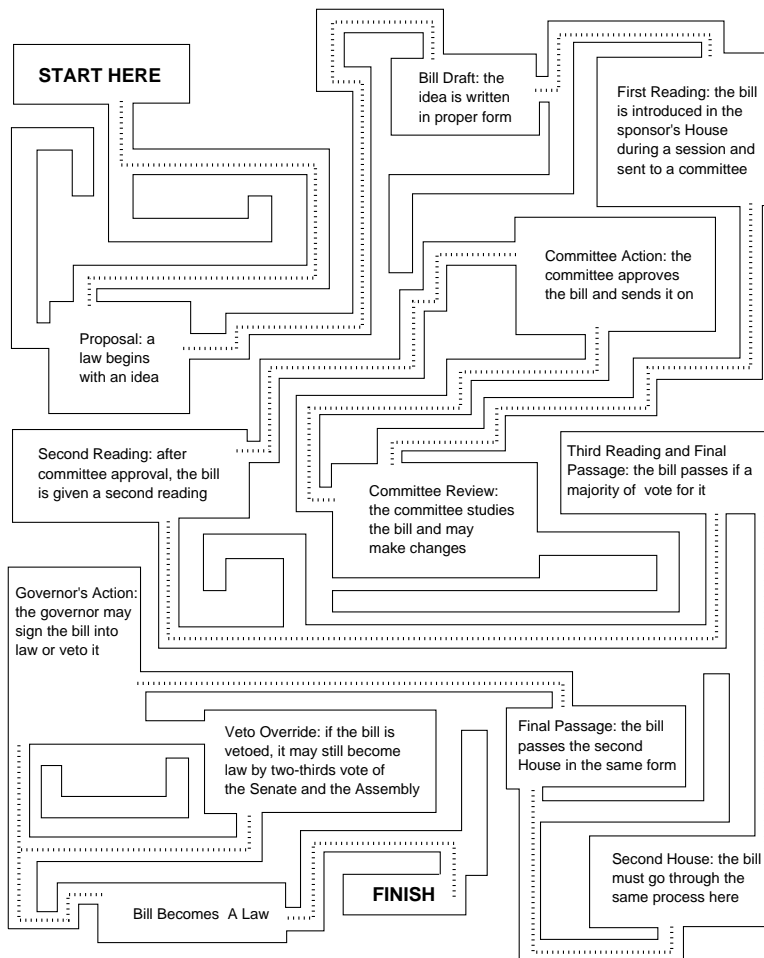 START HERE
Bill Draft: the
idea is written
in proper form
First Reading: the bill
is introduced in the
sponsor's House
during a session and
sent to a committee
Committee Action: the
committee approves
the bill and sends it on
Proposal: a
law begins
with an idea
Second Reading: after
committee approval, the bill
is given a second reading
Committee Review:
the committee studies
the bill and may
make changes
Third Reading and Final
Passage: the bill passes if a
majority of vote for it
Governor's Action:
the governor may
sign the bill into
law or veto it
Veto Override: if the bill is
vetoed, it may still become
law by two-thirds vote of
the Senate and the Assembly
Final Passage: the bill
passes the second
House in the same form
Second House: the bill
must go through the
same process here
Bill Becomes A Law
FINISH